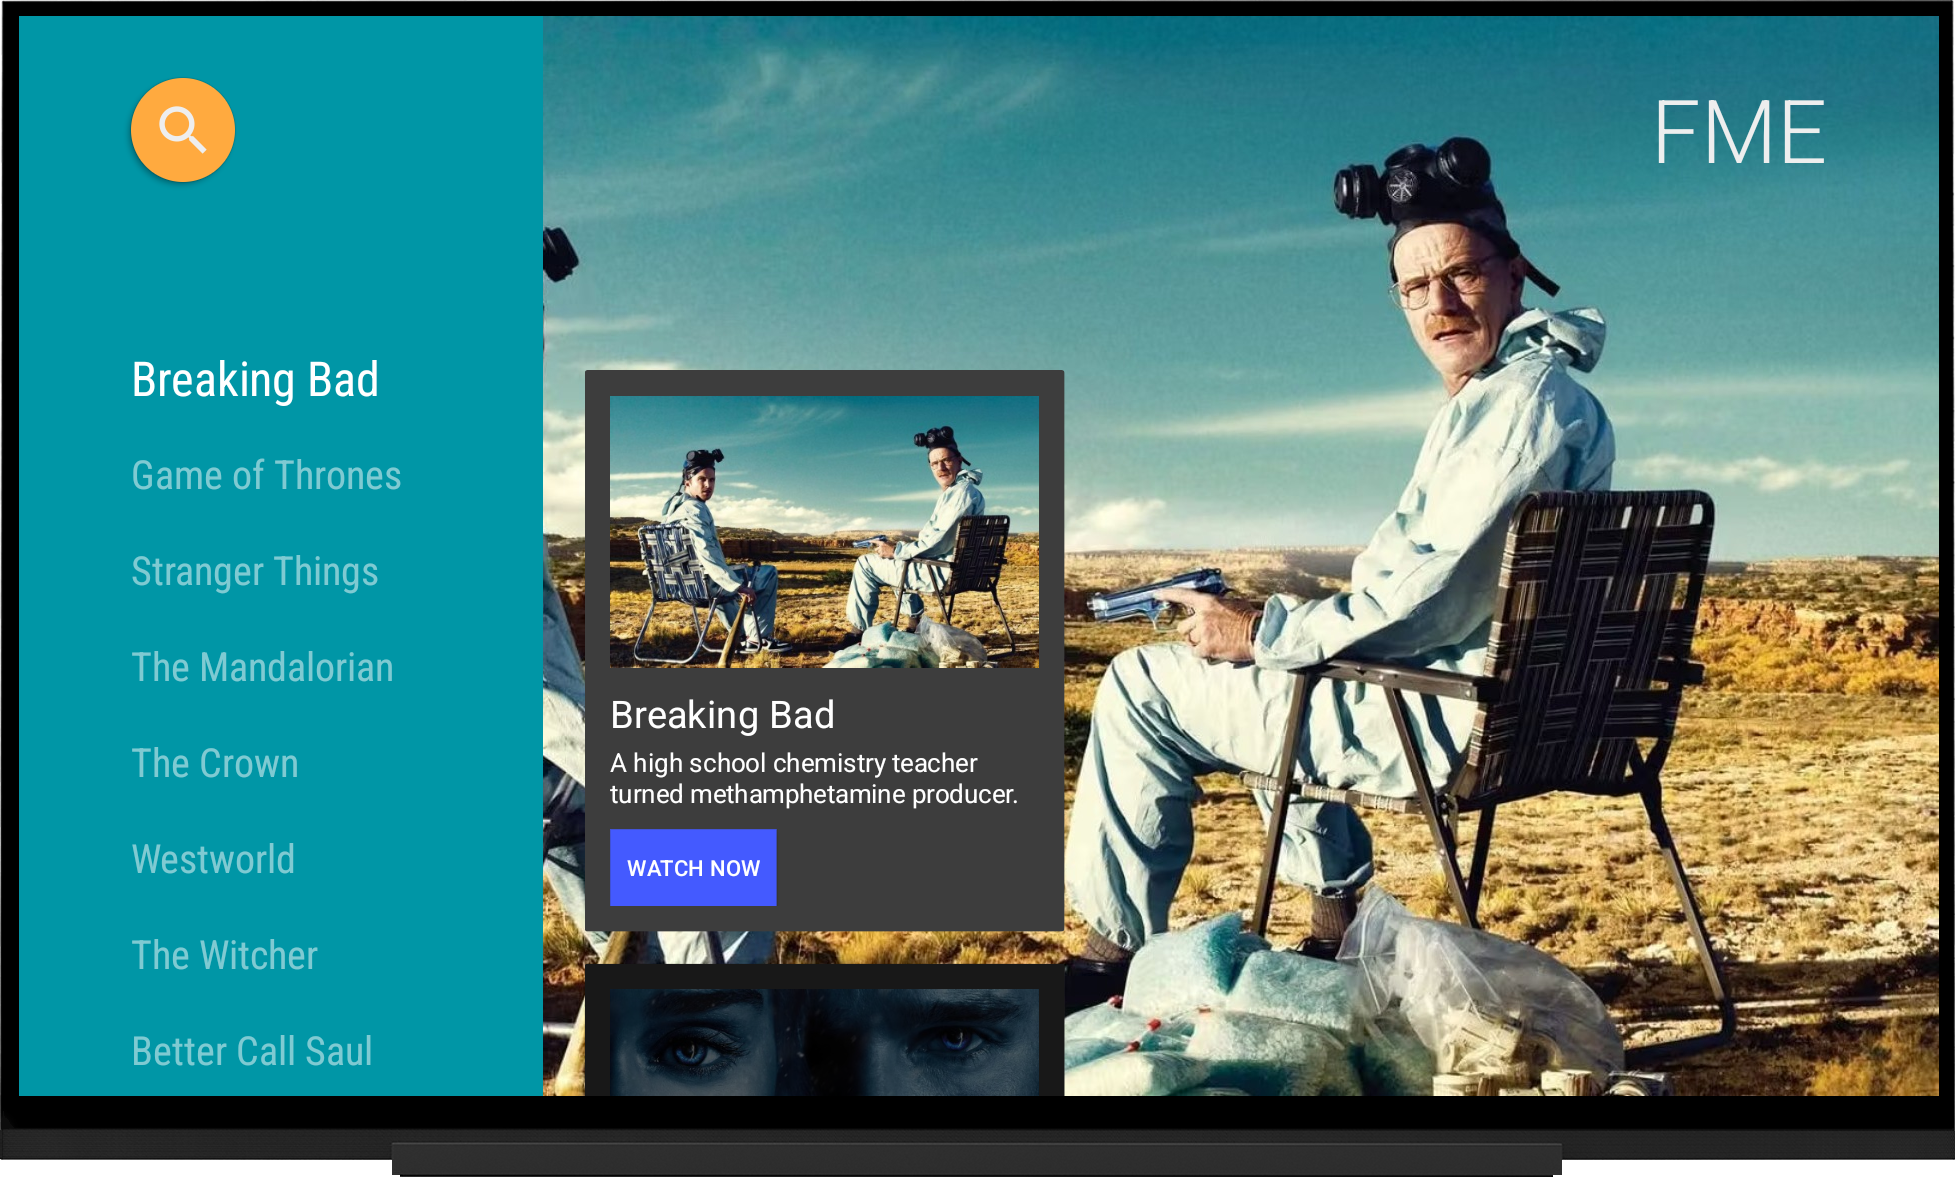 FME
Breaking Bad
Game of Thrones
Stranger Things
The Mandalorian
The Crown
Westworld
The Witcher
Better Call Saul
Breaking Bad
A high school chemistry teacher
turned methamphetamine producer.
WATCH NOW